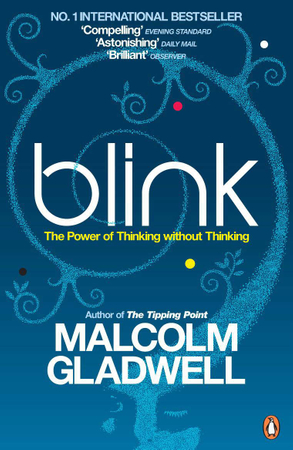 NO. 1 INTERNATIONAL BESTSELLER
‘Compelling’ EVENING STANDARD
‘Astonishing’ DAILY MAIL
‘Brilliant’ OBSERVER
blink
The Power of Thinking without Thinking
Author of The Tipping Point
MALCOLM
GLADWELL